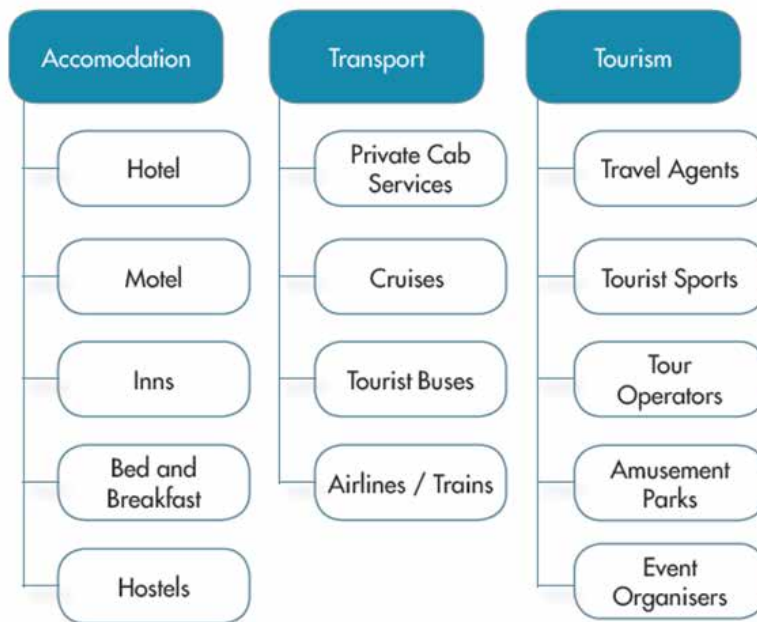 Accomodation
Hotel
Motel
Inns
Bed and
Breakfast
Hostels
Transport
Private Cab
Services
Cruises
Tourist Buses
Airlines / Trains
Tourism
Travel Agents
Tourist Sports
Tour
Operators
Amusement
Parks
Event
Organisers